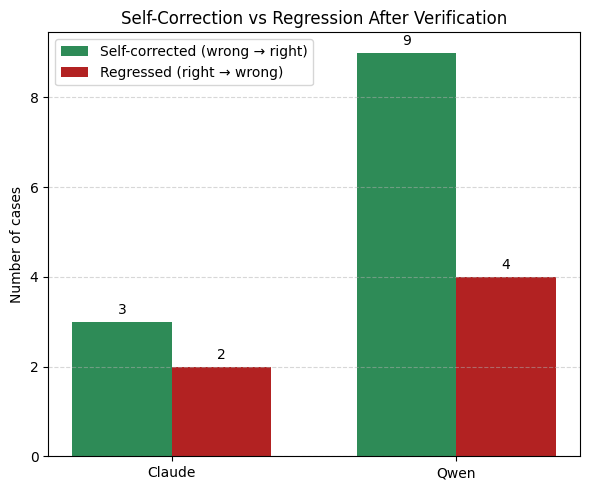 Self-Correction vs Regression After Verification
Self-corrected (wrong → right)
Regressed (right → wrong)
Number of cases
8
6
4
2
0
3
2
9
4
Claude
Qwen